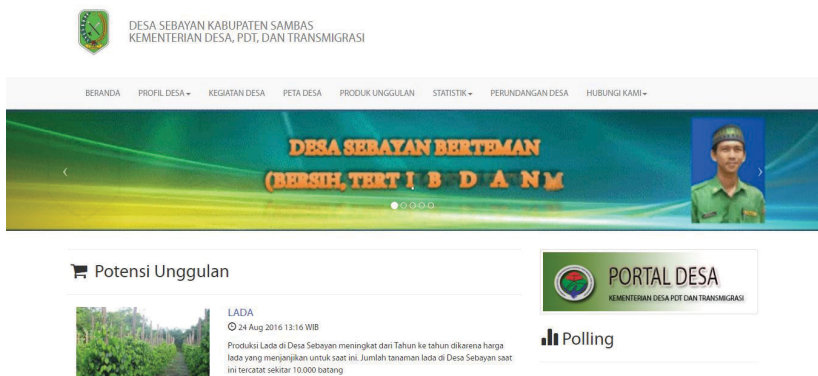 DESA SEBAYAN KABUPATEN SAMBAS
KEMENTERIAN DESA, PDT, DAN TRANSMIGRASI
BERANDA PROFIL DESA KEGIATAN DESA PETA DESA PRODUK UNGGULAN STATISTIK PERUNDANGAN DESA HUBUNGI KAMI
DESA SEBAYAN BERTEMAN
(BERSIH, TERT I B D A N M
Potensi Unggulan
LADA
24 Aug 2016 13:16 WIB
Produksi Lada di Desa Sebayan meningkat dari Tahun ke tahun dikarena harga
lada yang menjanjikan untuk saat ini. Jumlah tanaman lada di Desa Sebayan saat
ini tercatat sekitar 10.000 batang
PORTAL DESA
KEMENTERIAN DESA PDT DAN TRANSMIGRASI
Polling